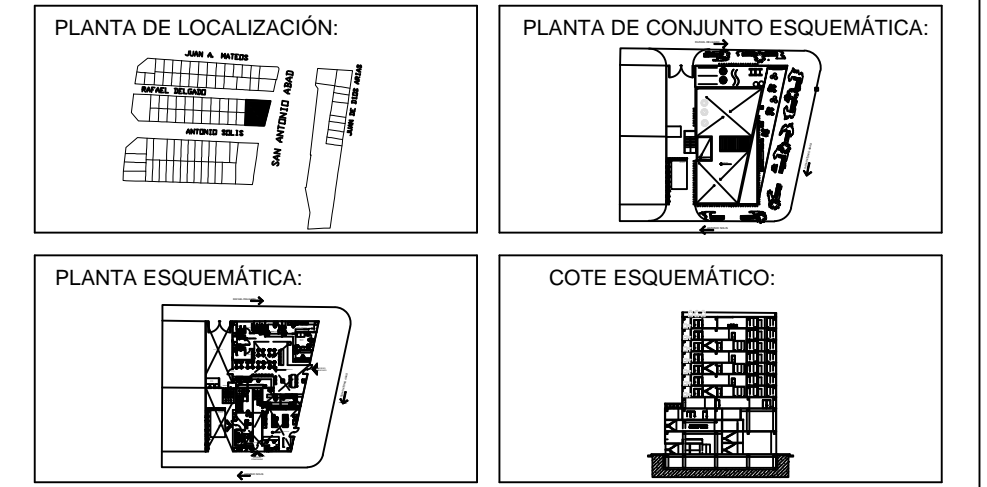 PLANTA DE LOCALIZACIÓN:
JUAN A. MATEOS
RAFAEL DELGADO
ANTONIO SOLIS
SAN ANTONIO ABAD
JUAN DE DIOS ARIAS
PLANTA DE CONJUNTO ESQUEMÁTICA:
PLANTA ESQUEMÁTICA:
COTE ESQUEMÁTICO: